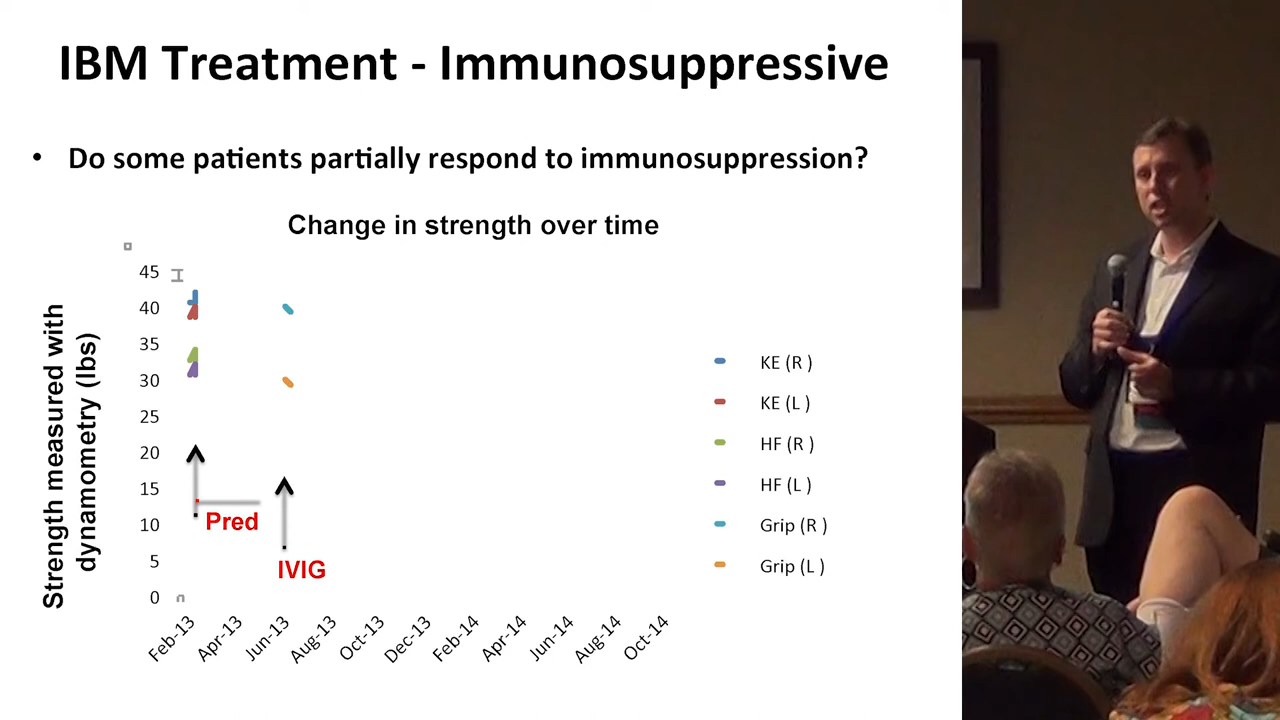 IBM Treatment - Immunosuppressive
• Do some patients partially respond to immunosuppression?
Change in strength over time
Strength measured with
dynamometry (lbs)
45
40
35
30
25
20
15
10
5
0
Pred
IVIG
Feb-13
Apr-13
Jun-13
Aug-13
Oct-13
Dec-13
Feb-14
Apr-14
Jun-14
Aug-14
Oct-14
KE (R )
KE (L )
HF (R )
HF (L )
Grip (R )
Grip (L )